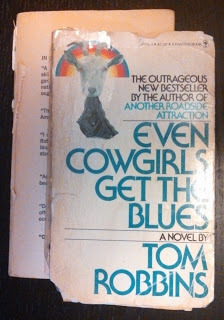 THE OUTRAGEOUS
NEW BESTSELLER
BY THE AUTHOR OF
ANOTHER ROADSIDE
ATTRACTION
EVEN
COWGIRLS
GET THE
BLUES
A NOVEL BY
TOM
ROBBINS